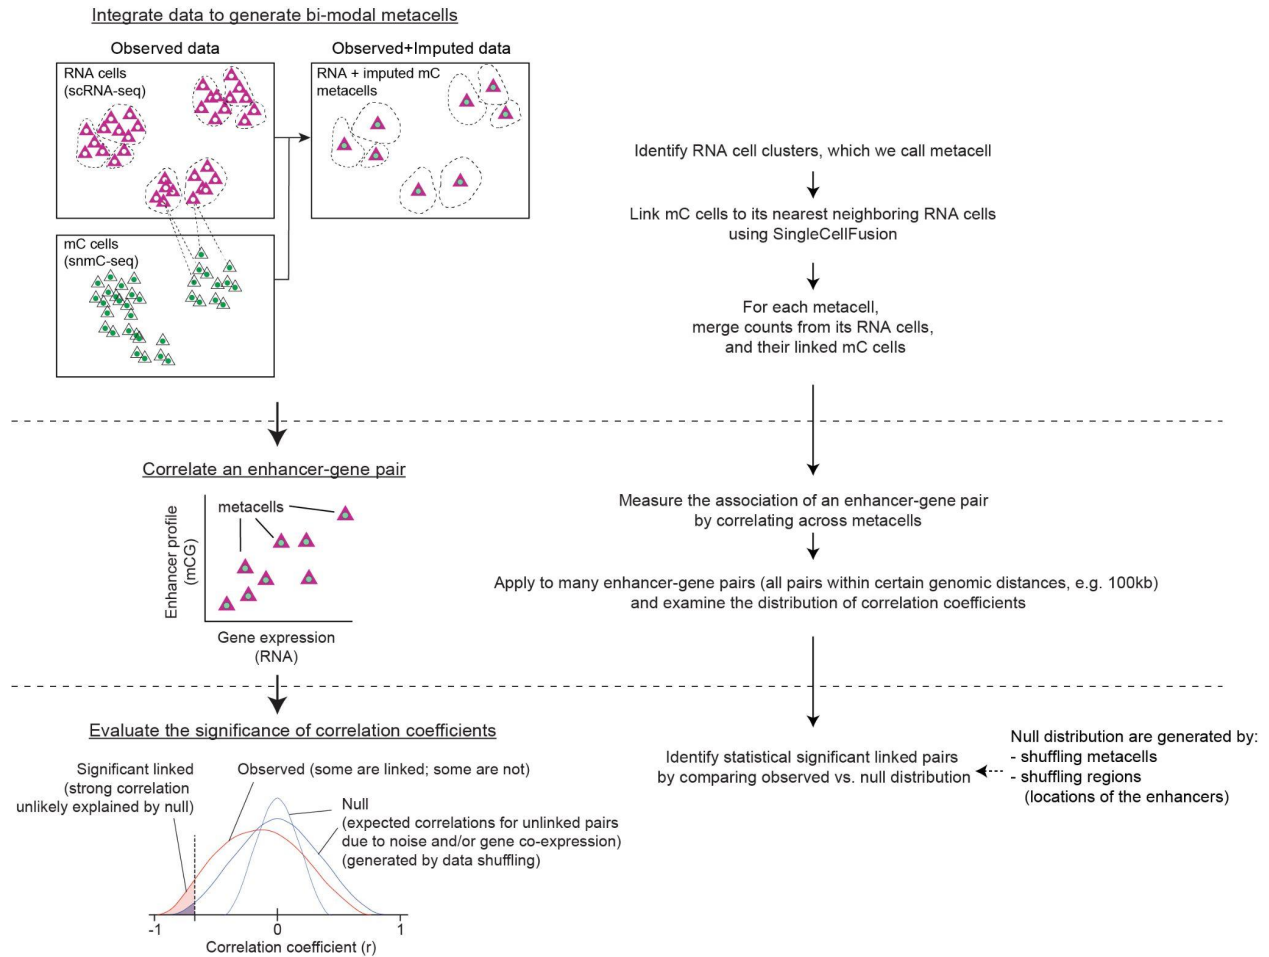 Integrate data to generate bi-modal metacells
Observed data
Observed+Imputed data
RNA cells
(scRNA-seq)
RNA + imputed mC
metacells
mC cells
(snmC-seq)
Identify RNA cell clusters, which we call metacell
Link mC cells to its nearest neighboring RNA cells
using SingleCellFusion
For each metacell,
merge counts from its RNA cells,
and their linked mC cells
Correlate an enhancer-gene pair
metacells
Enhancer profile
(mCG)
Gene expression
(RNA)
Measure the association of an enhancer-gene pair
by correlating across metacells
Apply to many enhancer-gene pairs (all pairs within certain genomic distances, e.g. 100kb)
and examine the distribution of correlation coefficients
Evaluate the significance of correlation coefficients
Significant linked
(strong correlation
unlikely explained by null)
Observed (some are linked; some are not)
Null
(expected correlations for unlinked pairs
due to noise and/or gene co-expression)
(generated by data shuffling)
-1
0
1
Correlation coefficient (r)
Identify statistical significant linked pairs
by comparing observed vs. null distribution
Null distribution are generated by:
- shuffling metacells
- shuffling regions
(locations of the enhancers)